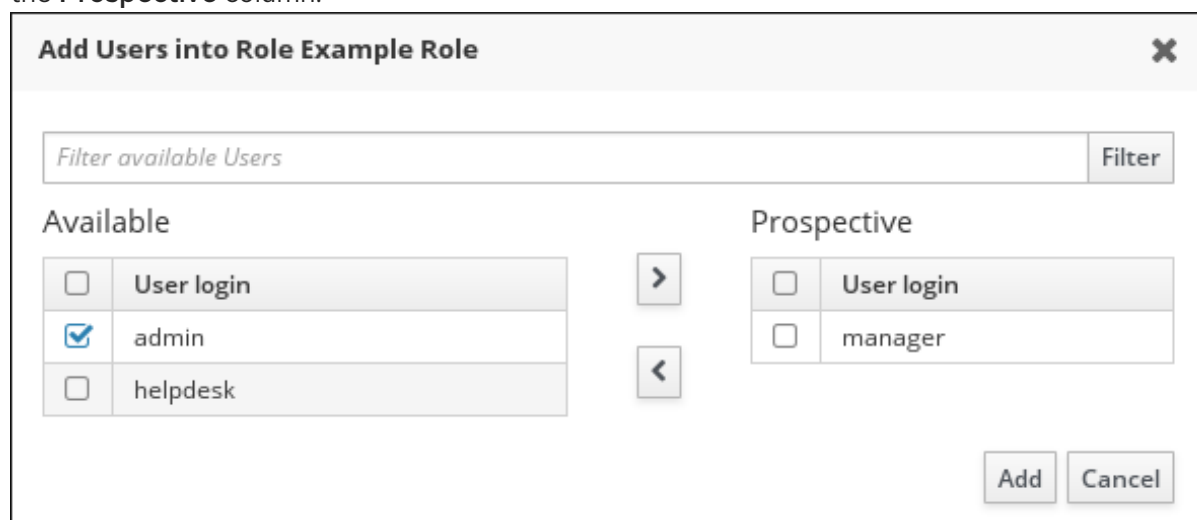 the Prospective column.
Add Users into Role Example Role
Filter available Users
Filter
Available
User login
admin
helpdesk
Prospective
User login
manager
Add
Cancel